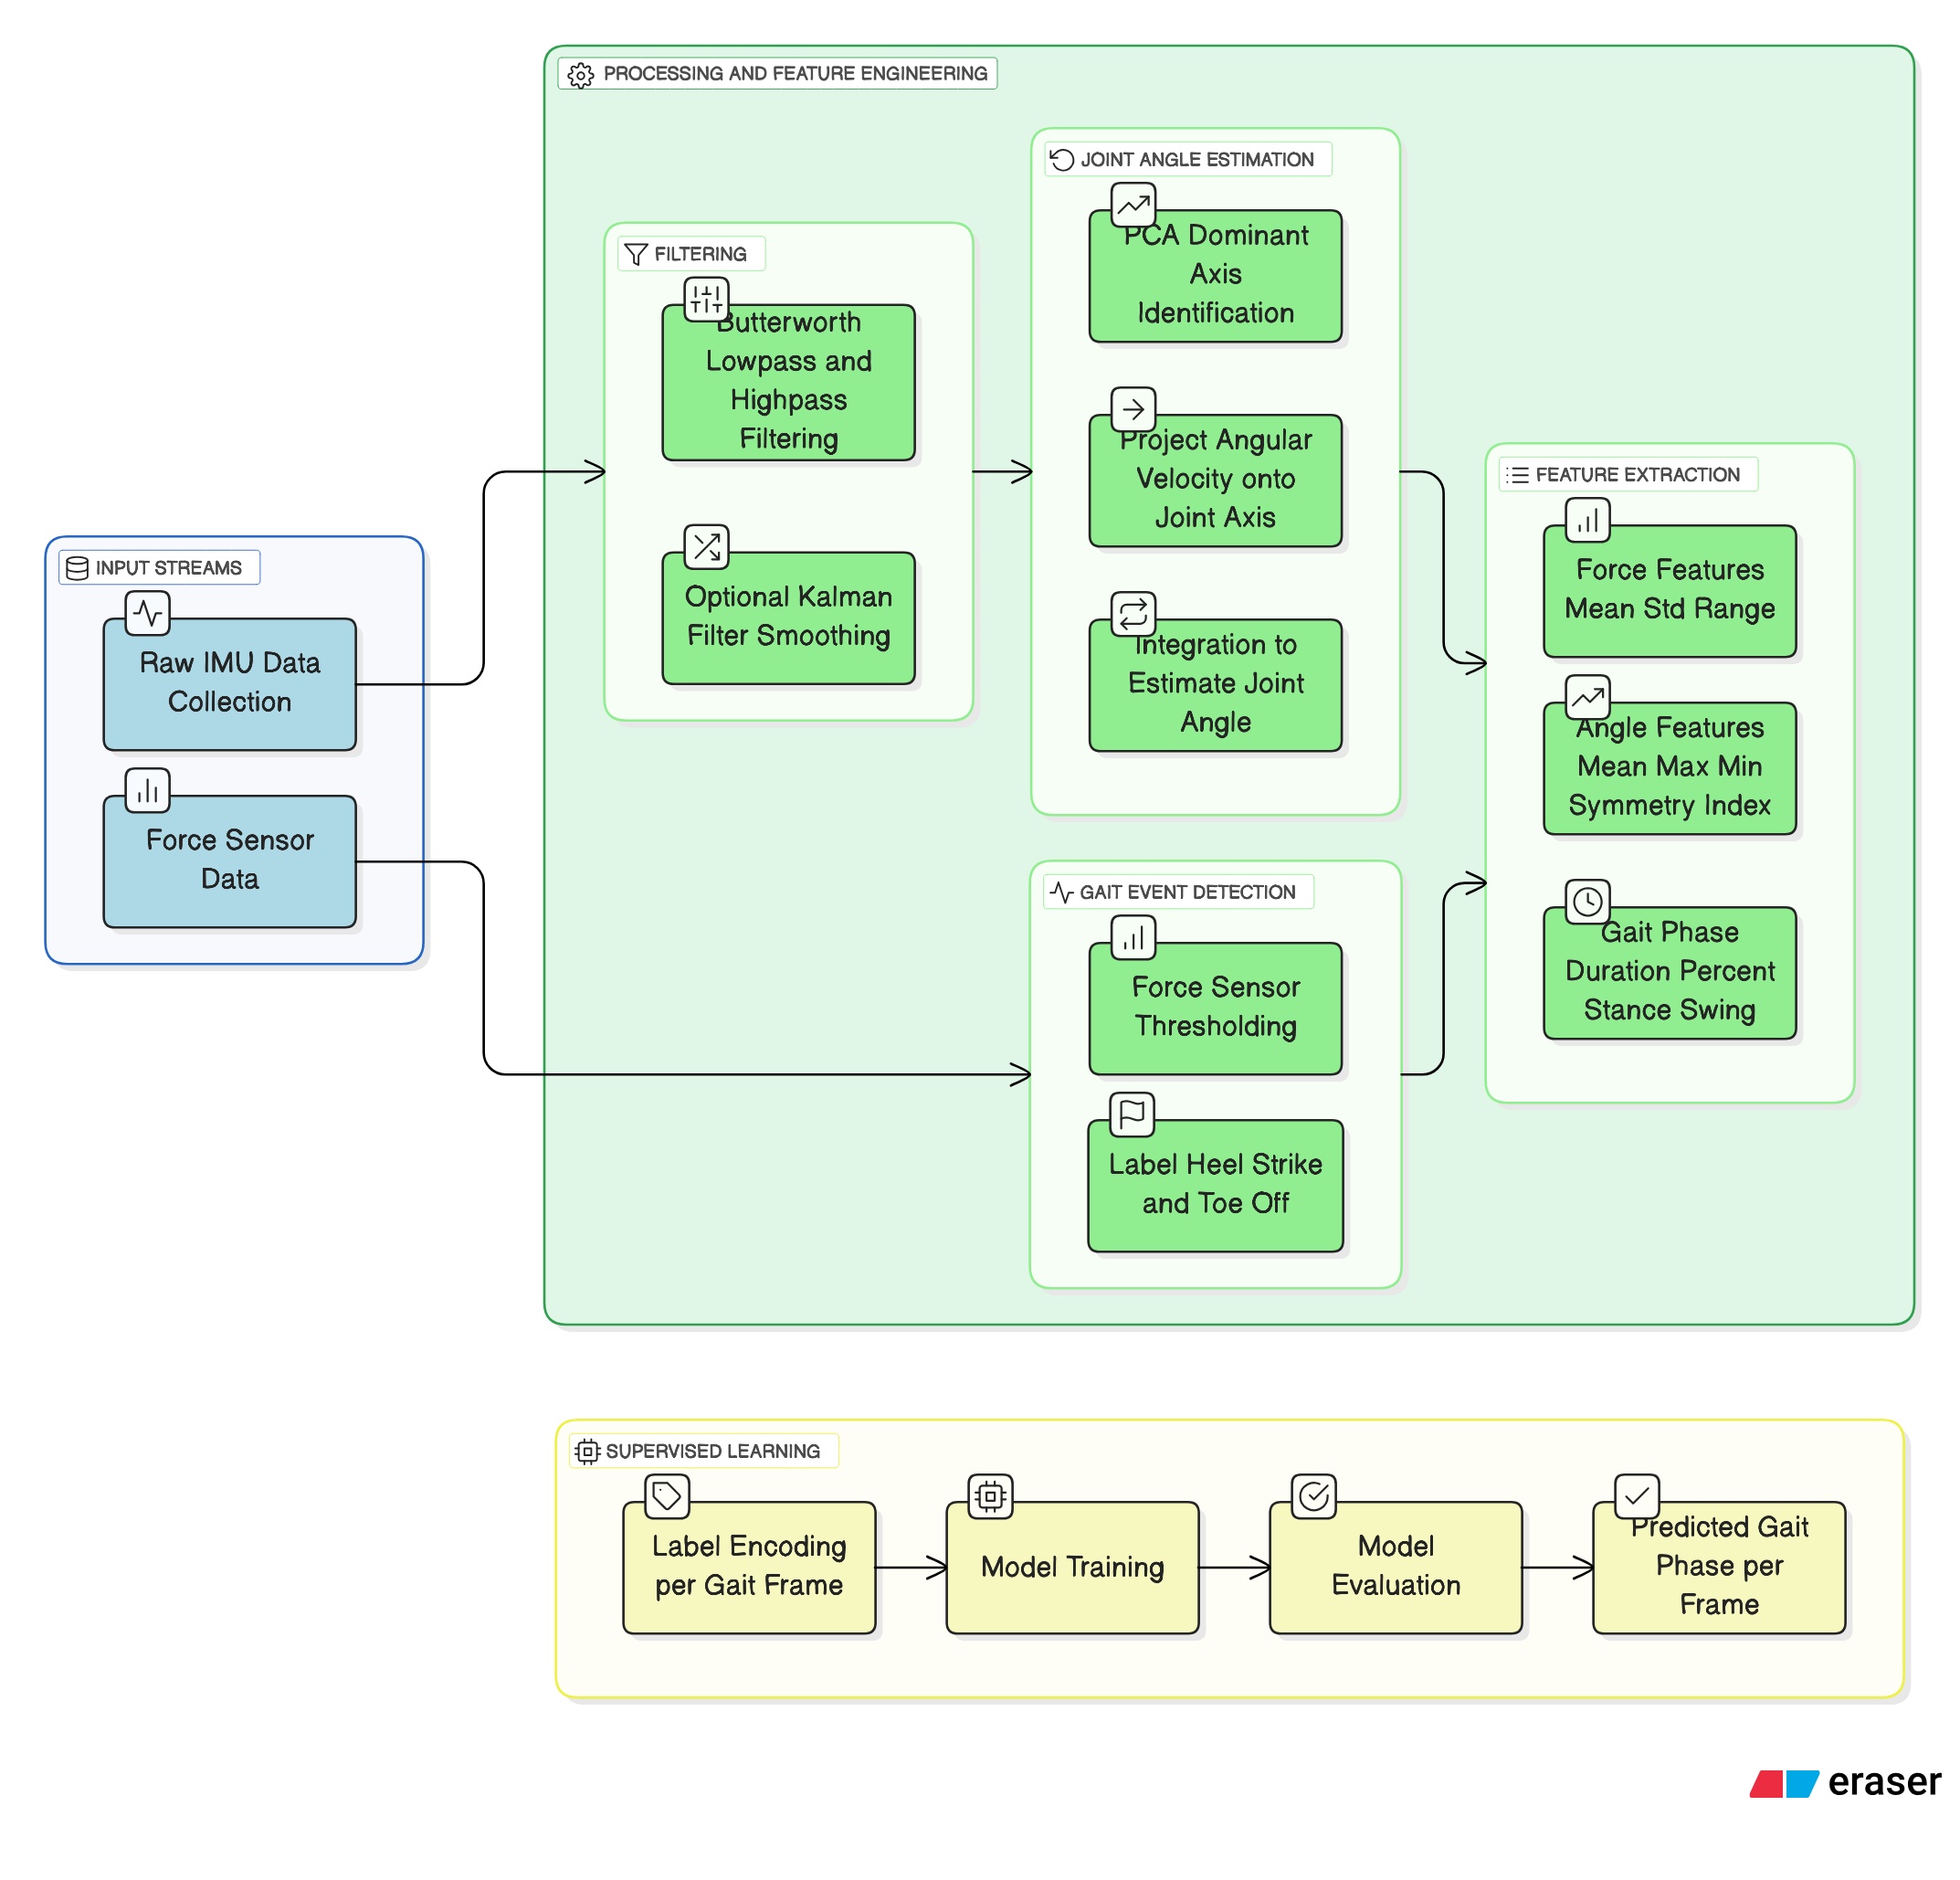 PROCESSING AND FEATURE ENGINEERING
INPUT STREAMS
Raw IMU Data
Collection
Force Sensor
Data
FILTERING
Butterworth
Lowpass and
Highpass
Filtering
Optional Kalman
Filter Smoothing
JOINT ANGLE ESTIMATION
PCA Dominant
Axis
Identification
Project Angular
Velocity onto
Joint Axis
Integration to
Estimate Joint
Angle
GAIT EVENT DETECTION
Force Sensor
Thresholding
Label Heel Strike
and Toe Off
FEATURE EXTRACTION
Force Features
Mean Std Range
Angle Features
Mean Max Min
Symmetry Index
Gait Phase
Duration Percent
Stance Swing
SUPERVISED LEARNING
Label Encoding
per Gait Frame
Model Training
Model
Evaluation
Predicted Gait
Phase per
Frame
eraser